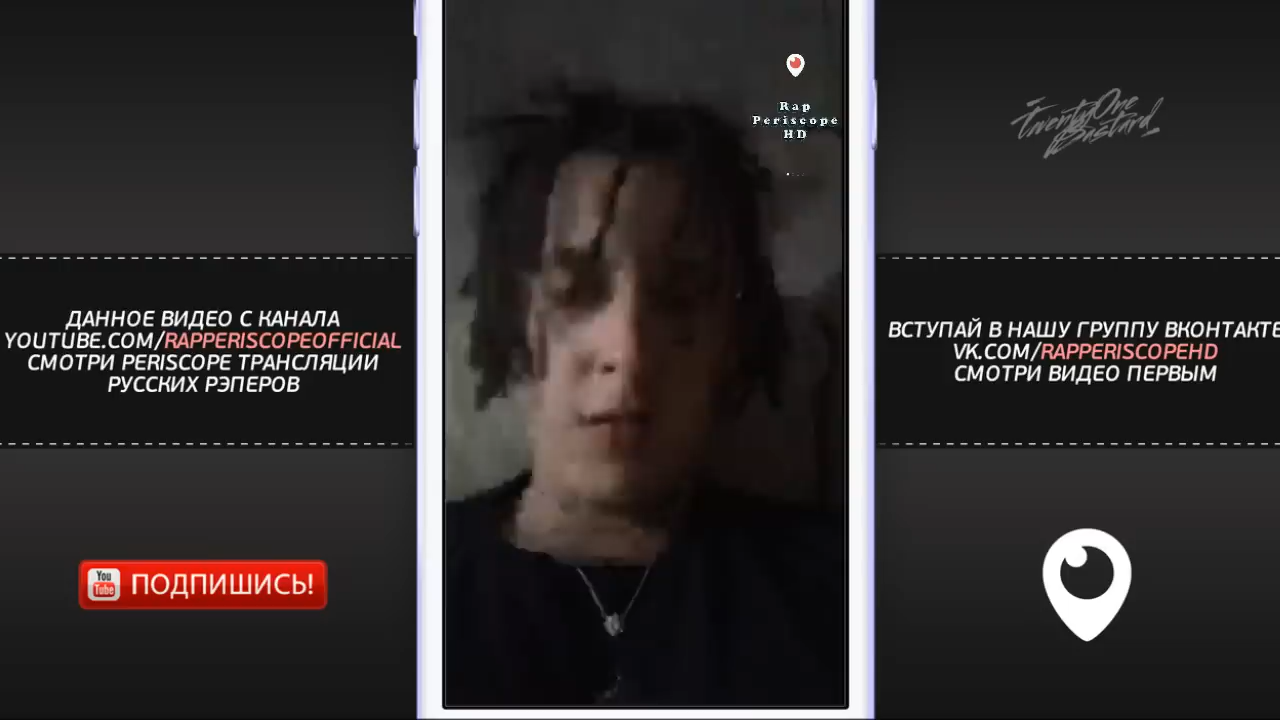 Rap
Periscope
HD
TwentyOne
Bustard
ДАННОЕ ВИДЕО С КАНАЛА
YOUTUBE.COM/RAPPERISCOPEOFFICIAL
СМОТРИ PERISCOPE ТРАНСЛЯЦИИ
РУССКИХ РЭПЕРОВ
ВСТУПАЙ В НАШУ ГРУППУ ВКОНТАКТЕ
VK.COM/RAPPERISCOPEHD
СМОТРИ ВИДЕО ПЕРВЫМ
You
Tube
ПОДПИШИСЬ!